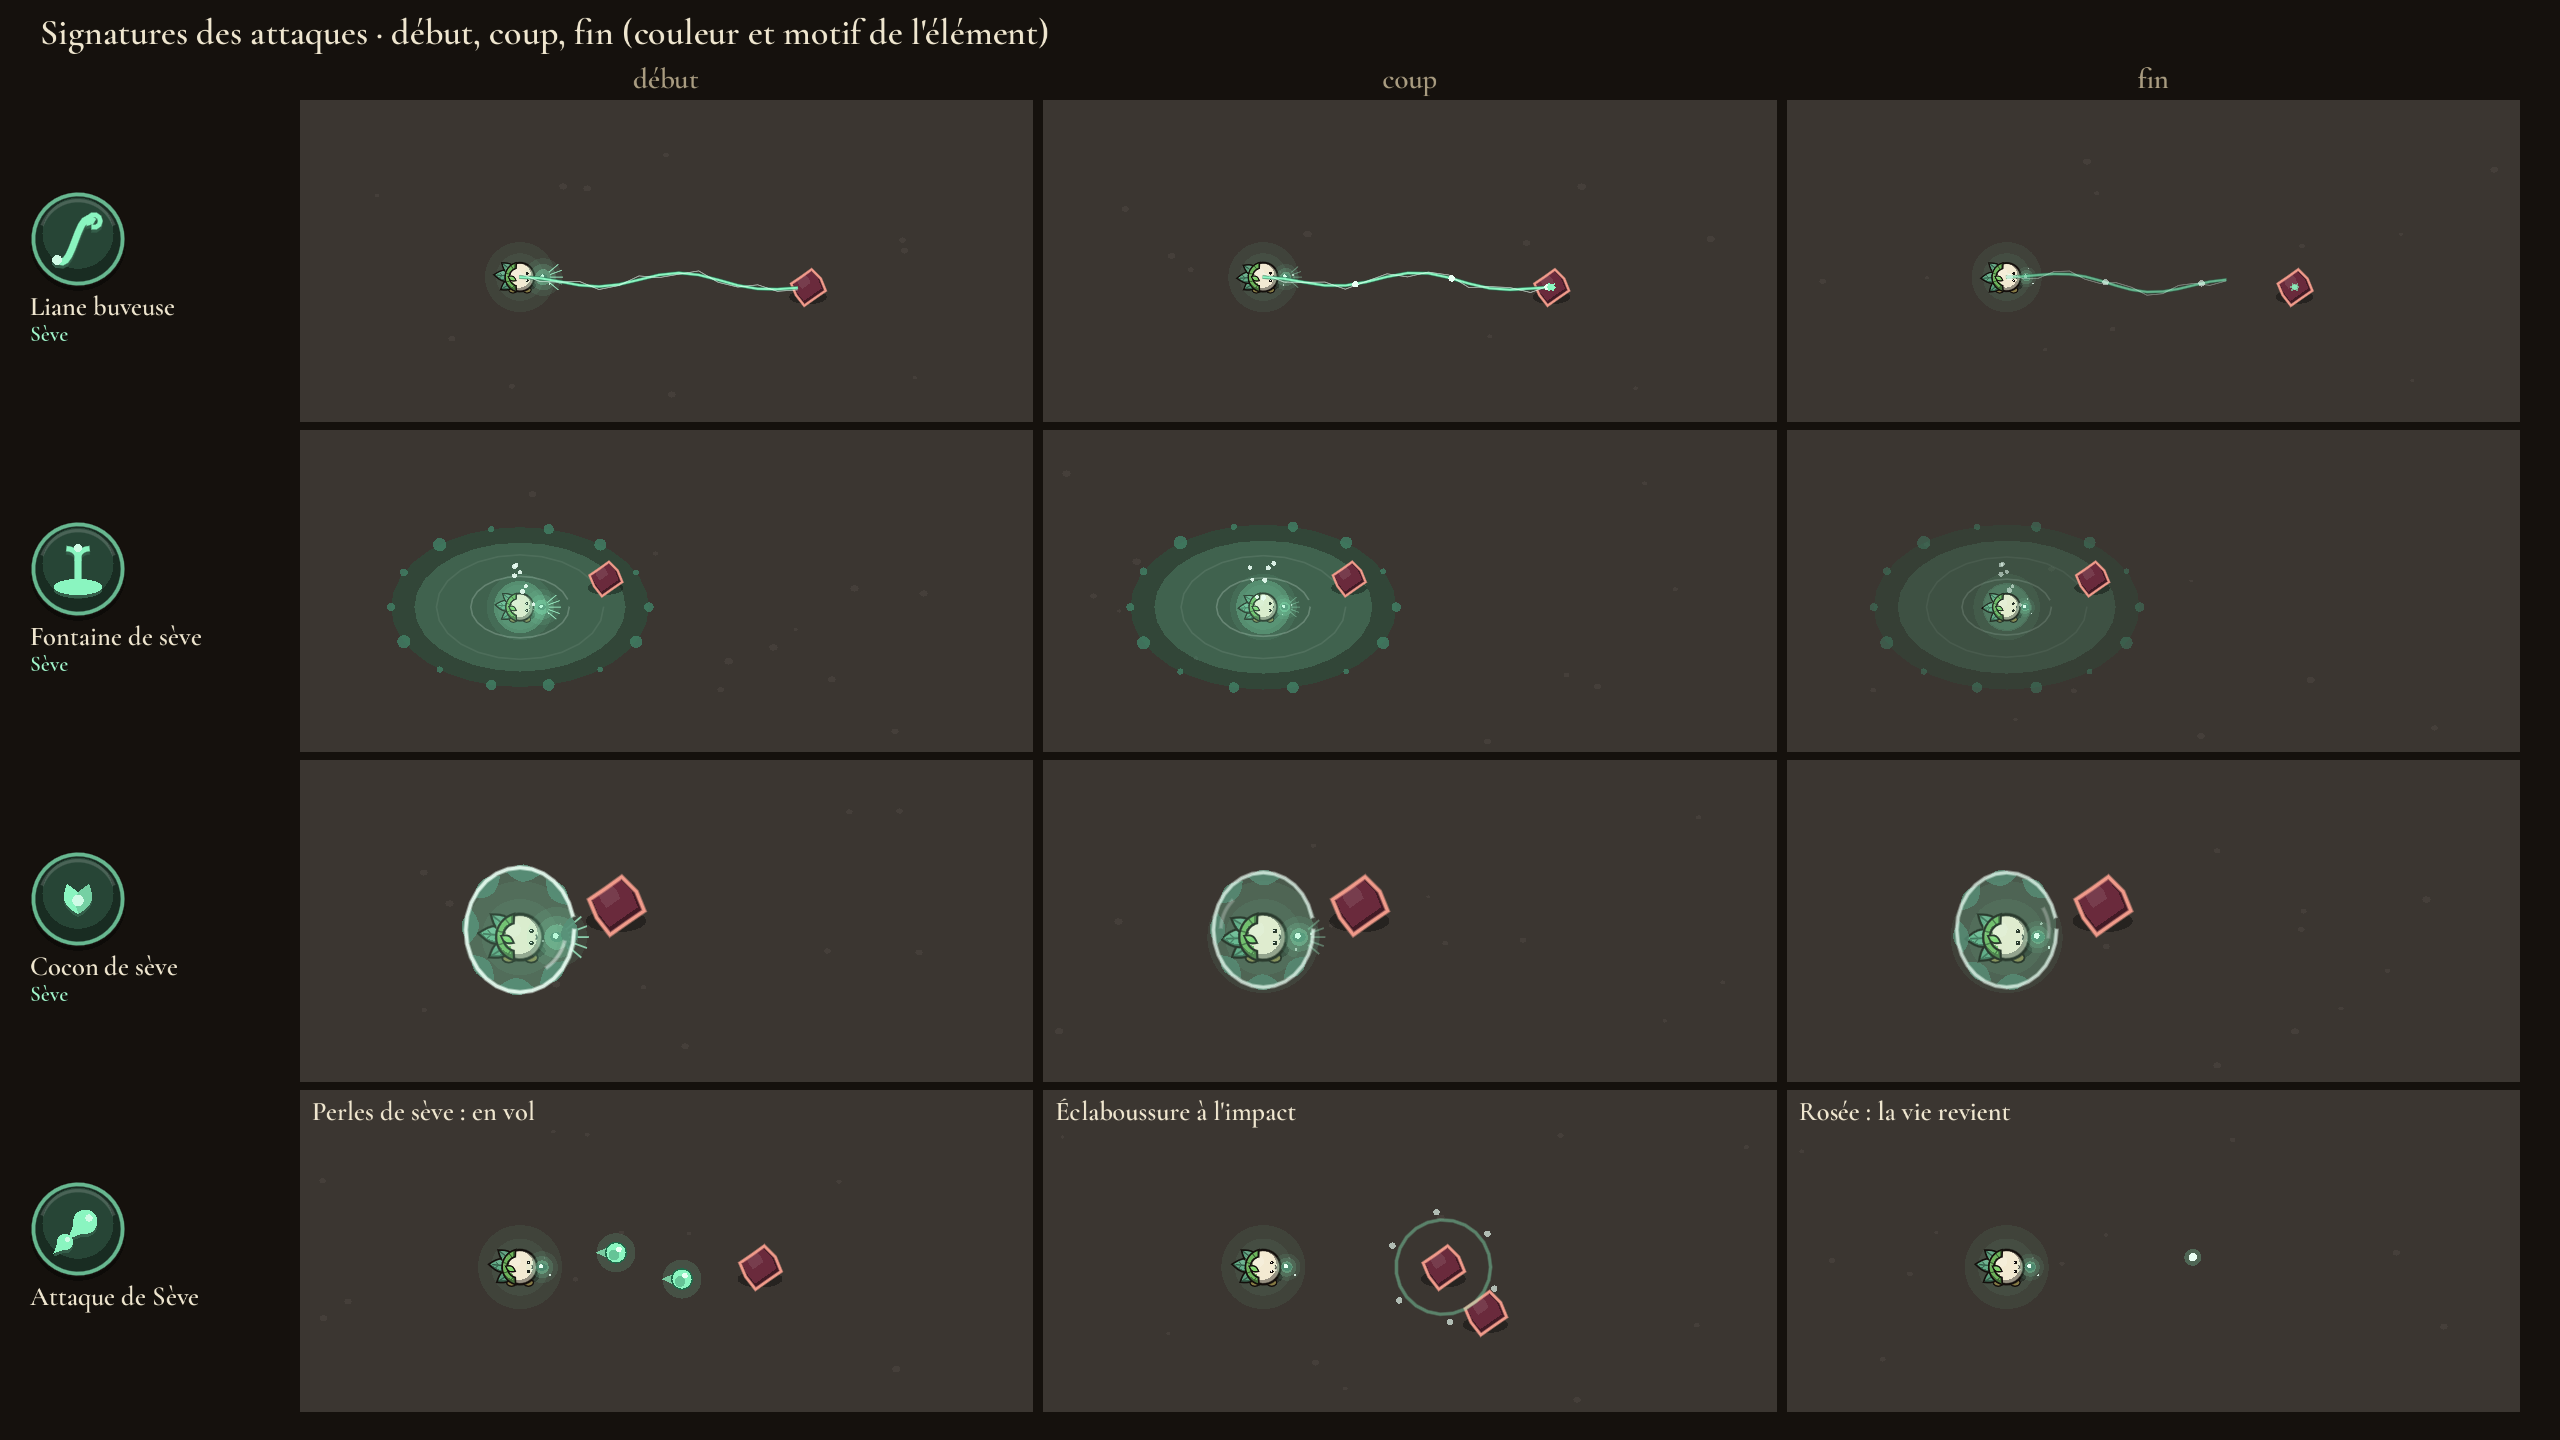 Signatures des attaques · début, coup, fin (couleur et motif de l'élément)
début
coup
fin
Liane buveuse
Sève
Fontaine de sève
Sève
Cocon de sève
Sève
Perles de sève : en vol
Éclaboussure à l'impact
Rosée : la vie revient
Attaque de Sève